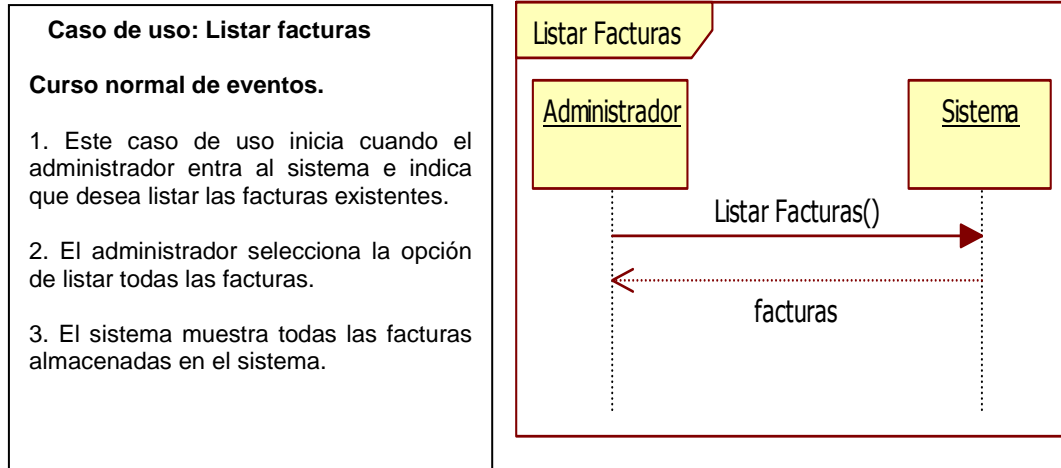 Caso de uso: Listar facturas
Curso normal de eventos.
1. Este caso de uso inicia cuando el
administrador entra al sistema e indica
que desea listar las facturas existentes.
2. El administrador selecciona la opción
de listar todas las facturas.
3. El sistema muestra todas las facturas
almacenadas en el sistema.
Listar Facturas
Administrador
Sistema
Listar Facturas()
facturas